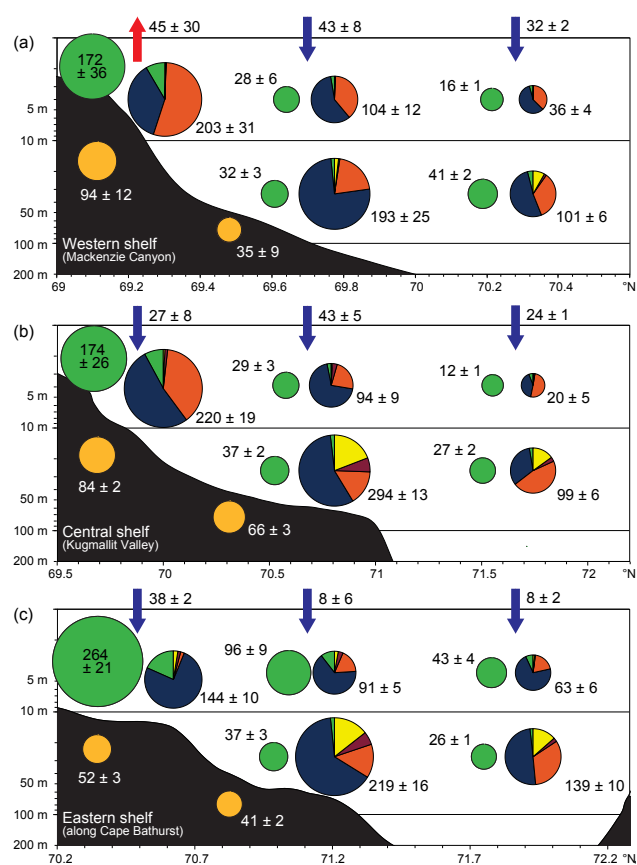 45 ± 30
43 ± 8
32 ± 2
(a)
172
± 36
28 ± 6
16 ± 1
5 m
104 ± 12
36 ± 4
203 ± 31
10 m
32 ± 3
41 ± 2
94 ± 12
193 ± 25
101 ± 6
50 m
100 m
35 ± 9
Western shelf
(Mackenzie Canyon)
200 m
69
69.2
69.4
69.6
69.8
70
70.2
70.4
°N
27 ± 8
43 ± 5
24 ± 1
(b)
174
± 26
29 ± 3
12 ± 1
5 m
94 ± 9
20 ± 5
220 ± 19
10 m
37 ± 2
27 ± 2
84 ± 2
294 ± 13
99 ± 6
50 m
66 ± 3
100 m
Central shelf
(Kugmallit Valley)
200 m
69.5
70
70.5
71
71.5
72
°N
38 ± 2
8 ± 6
8 ± 2
(c)
264
± 21
96 ± 9
43 ± 4
5 m
144 ± 10
91 ± 5
63 ± 6
10 m
37 ± 3
26 ± 1
52 ± 3
219 ± 16
139 ± 10
50 m
100 m
41 ± 2
Eastern shelf
(along Cape Bathurst)
200 m
70.2
70.7
71.2
71.7
72.2
°N